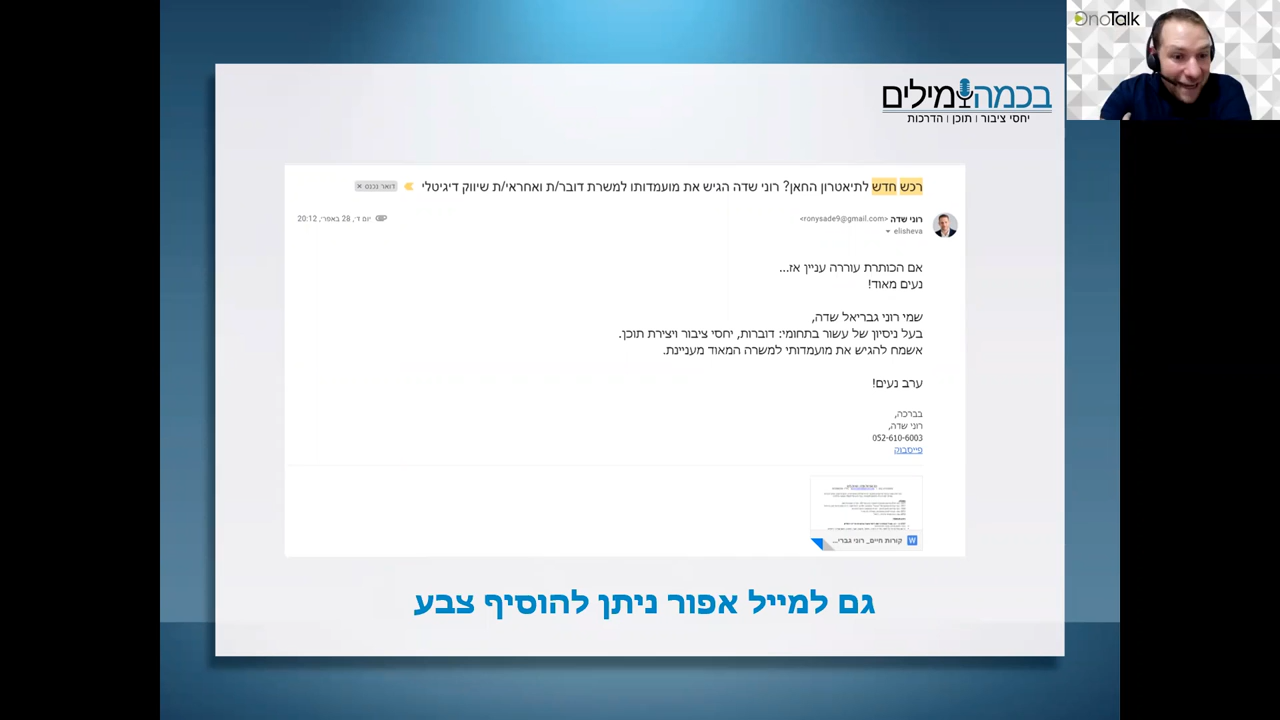 OnoTalk
בכמה מילים
יחסי ציבור | תוכן | הדרכות
רכש חדש לתיאטרון החאן? רוני שדה הגיש את מועמדותו למשרת דובר/ת ואחראי/ת שיווק דיגיטלי
דואר נכנס ×
רוני שדה <ronysade9@gmail.com>
יום ד׳, 28 באפר׳, 20:12
elisheva
אם הכותרת עוררה עניין אז...
נעים מאוד!
שמי רוני גבריאל שדה,
בעל ניסיון של עשור בתחומי: דוברות, יחסי ציבור ויצירת תוכן.
אשמח להגיש את מועמדותי למשרה המאוד מעניינת.
ערב נעים!
בברכה,
רוני שדה,
052-610-6003
פייסבוק
W קורות חיים_ רוני גברי...
גם למייל אפור ניתן להוסיף צבע